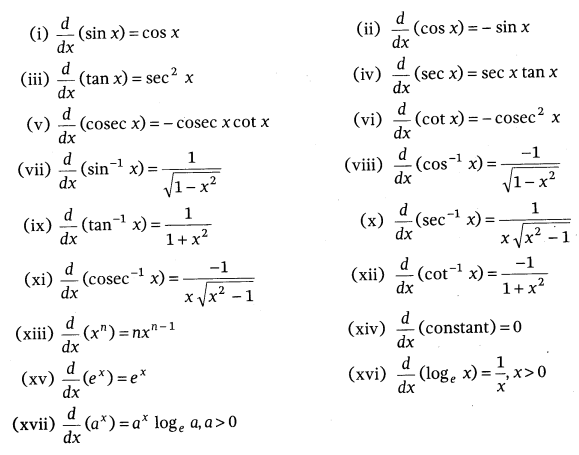 (i) d/dx (sin x) = cos x
(ii) d/dx (cos x) = – sin x
(iii) d/dx (tan x) = sec² x
(iv) d/dx (sec x) = sec x tan x
(v) d/dx (cosec x) = – cosec x cot x
(vi) d/dx (cot x) = – cosec² x
(vii) d/dx (sin⁻¹ x) = 1/√(1 – x²)
(viii) d/dx (cos⁻¹ x) = –1/√(1 – x²)
(ix) d/dx (tan⁻¹ x) = 1/(1 + x²)
(x) d/dx (sec⁻¹ x) = 1/(x√(x² – 1))
(xi) d/dx (cosec⁻¹ x) = –1/(x√(x² – 1))
(xii) d/dx (cot⁻¹ x) = –1/(1 + x²)
(xiii) d/dx (xⁿ) = nxⁿ⁻¹
(xiv) d/dx (constant) = 0
(xv) d/dx (eˣ) = eˣ
(xvi) d/dx (logₑ x) = 1/x, x > 0
(xvii) d/dx (aˣ) = aˣ logₑ a, a > 0